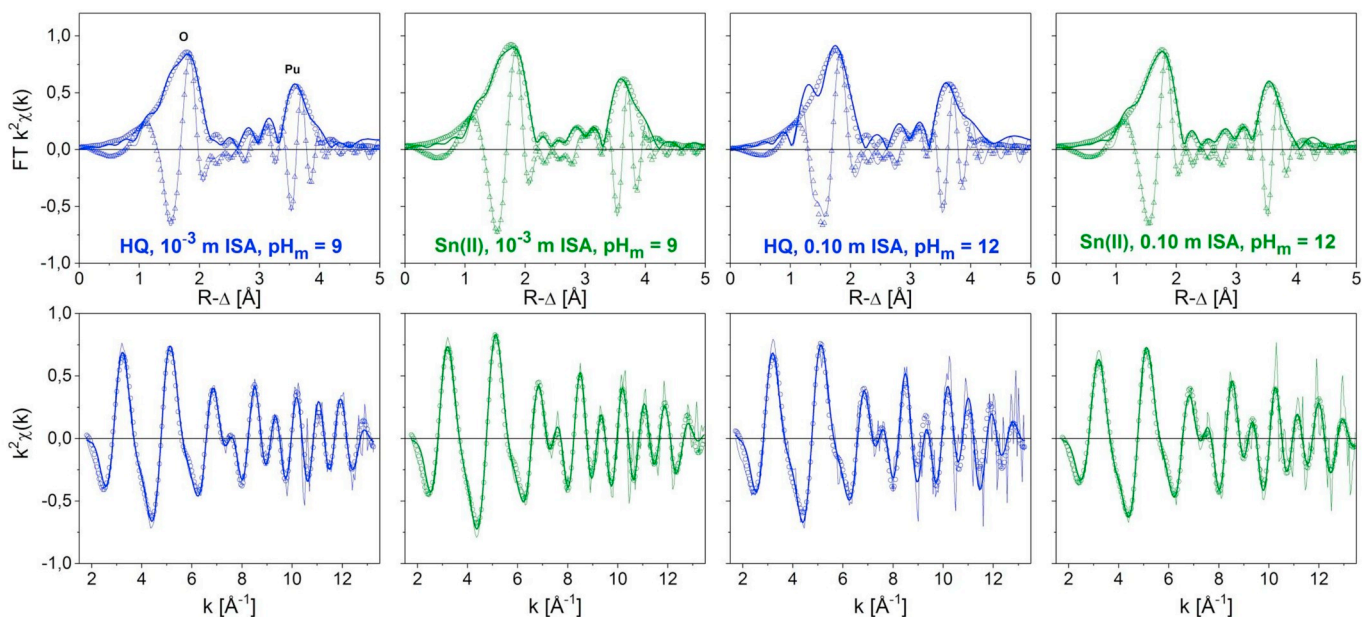 FT k²χ(k)
1,0
0,5
0,0
-0,5
-1,0
O
Pu
HQ, 10⁻³ m ISA, pHₘ = 9
0 1 2 3 4 5
R-Δ [Å]
Sn(II), 10⁻³ m ISA, pHₘ = 9
0 1 2 3 4 5
R-Δ [Å]
HQ, 0.10 m ISA, pHₘ = 12
0 1 2 3 4 5
R-Δ [Å]
Sn(II), 0.10 m ISA, pHₘ = 12
0 1 2 3 4 5
R-Δ [Å]
k²χ(k)
1,0
0,5
0,0
-0,5
-1,0
2 4 6 8 10 12
k [Å⁻¹]
2 4 6 8 10 12
k [Å⁻¹]
2 4 6 8 10 12
k [Å⁻¹]
2 4 6 8 10 12
k [Å⁻¹]